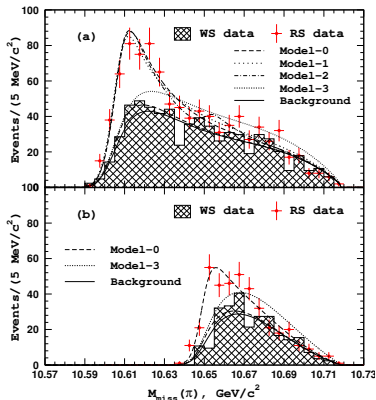 Events/(5 MeV/c²)
80
60
40
20
0
(a)
WS data
RS data
Model-0
Model-1
Model-2
Model-3
Background
Events/(5 MeV/c²)
100
80
60
40
20
0
(b)
WS data
RS data
Model-0
Model-3
Background
10.57 10.59 10.61 10.63 10.65 10.67 10.69 10.71 10.73
M_miss(π), GeV/c²